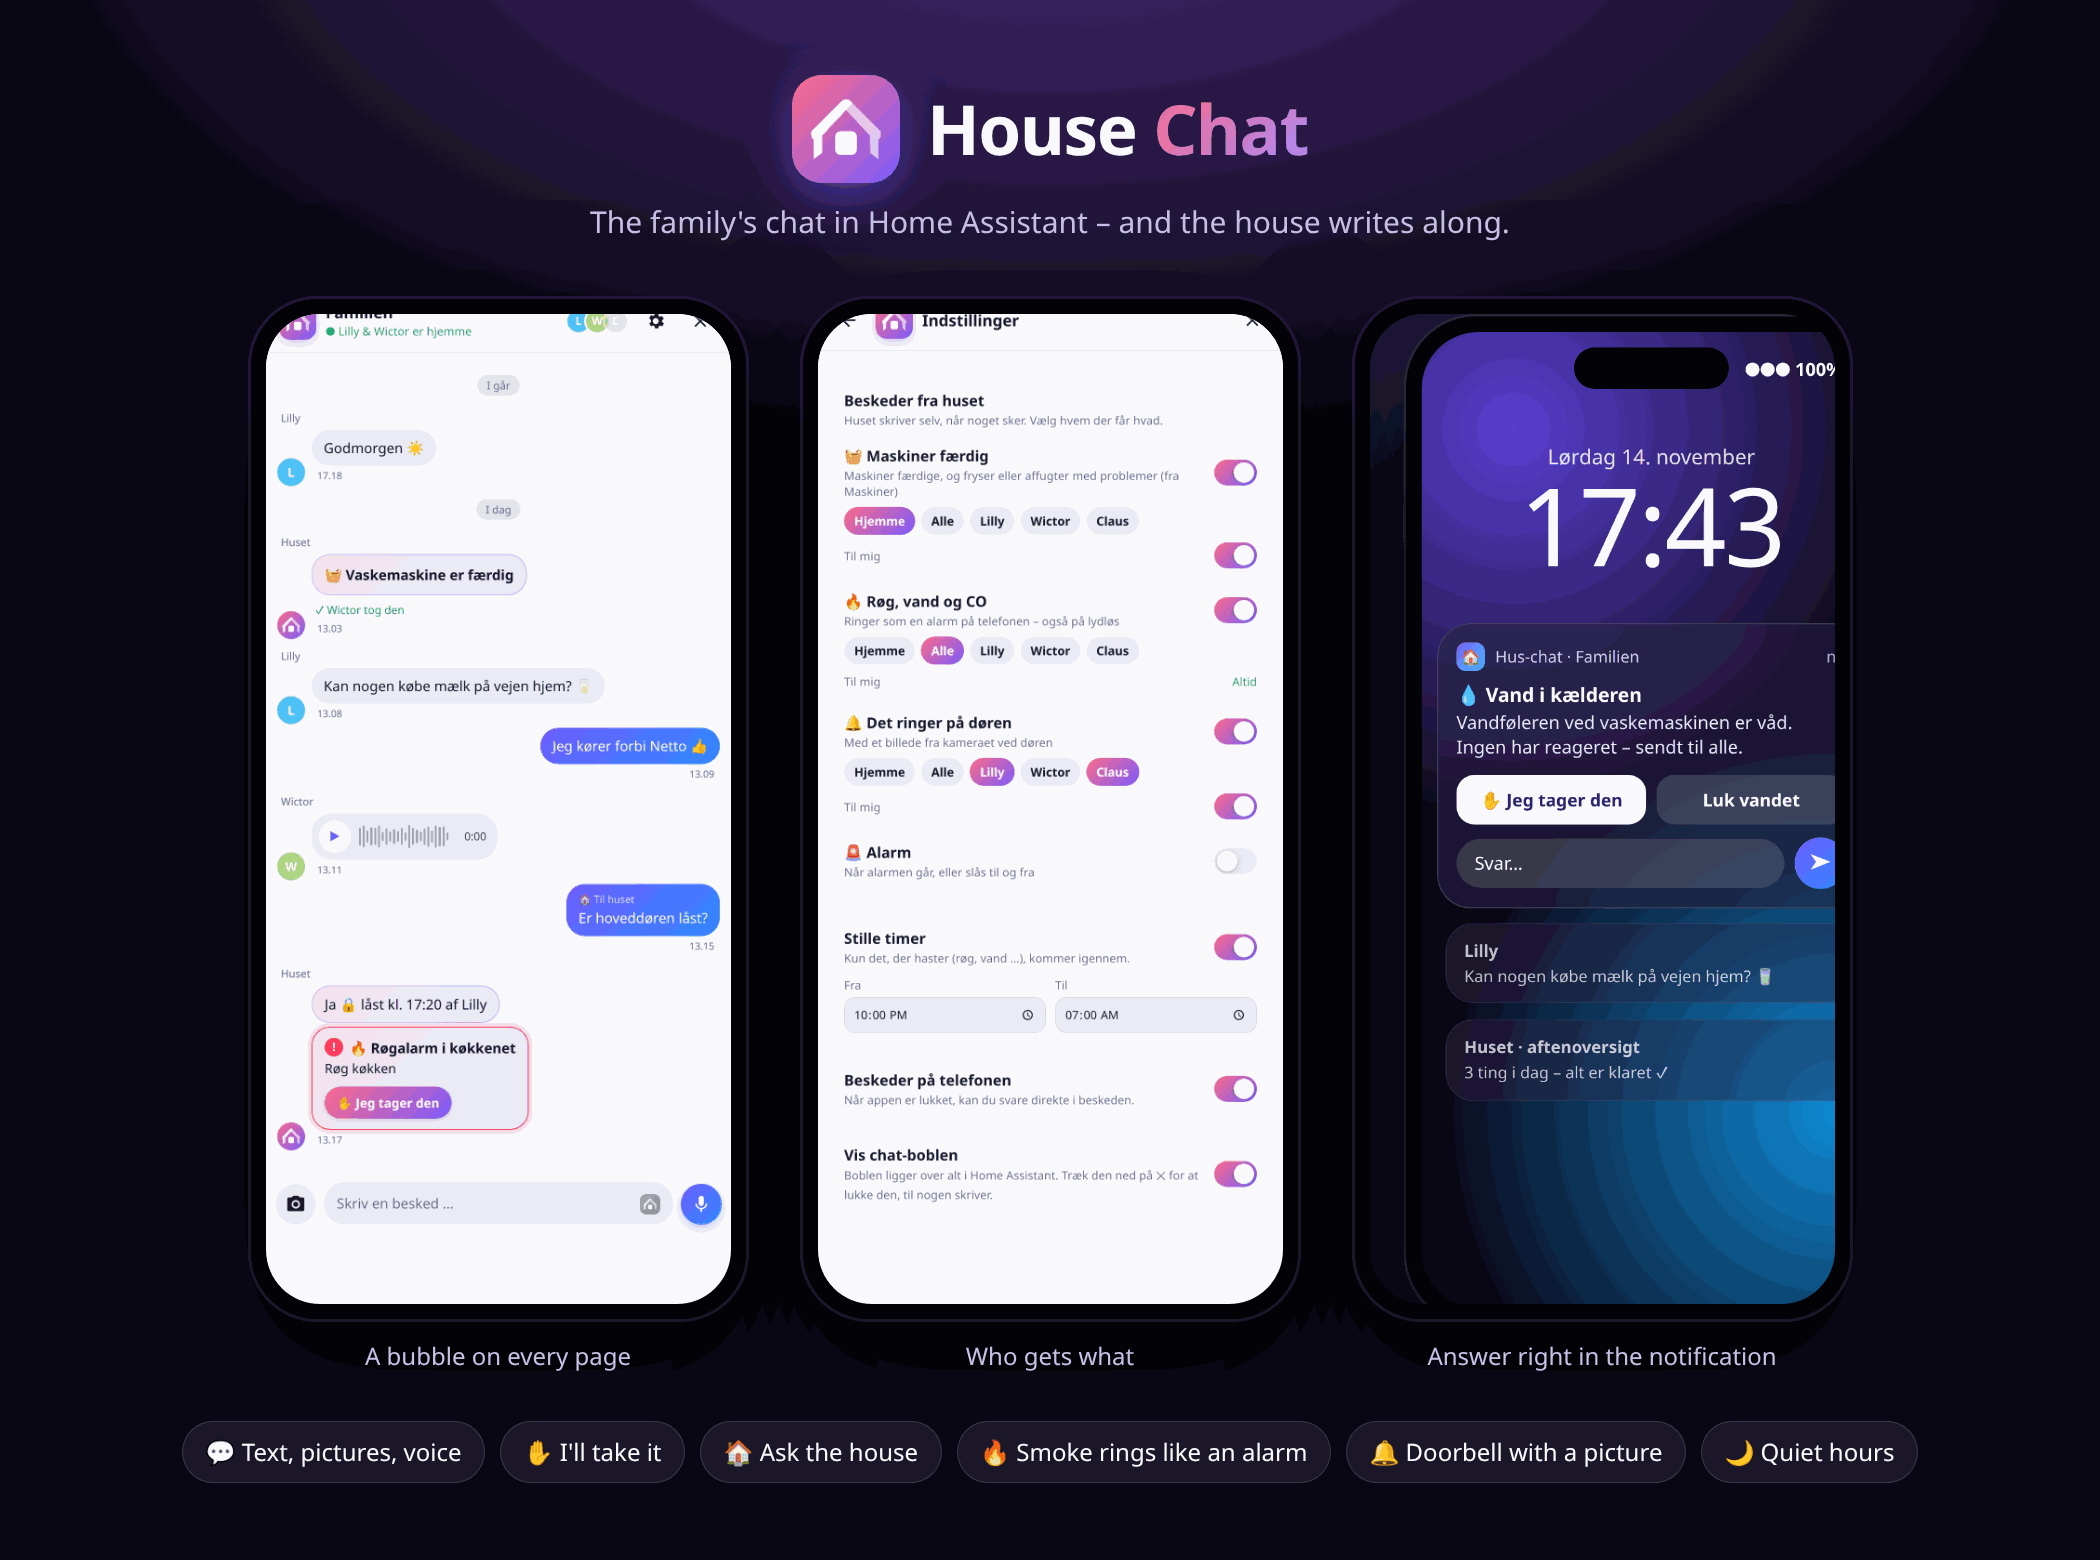 House Chat
The family's chat in Home Assistant – and the house writes along.
Familien
Lilly & Wictor er hjemme
L W C
I går
Lilly
Godmorgen ☀️
L
17.18
I dag
Huset
🧺 Vaskemaskine er færdig
✓ Wictor tog den
13.03
Lilly
Kan nogen købe mælk på vejen hjem? 🥛
L
13.08
Jeg kører forbi Netto 👍
13.09
Wictor
0:00
W
13.11
🏠 Til huset
Er hoveddøren låst?
13.15
Huset
Ja 🔒 låst kl. 17:20 af Lilly
! 🔥 Røgalarm i køkkenet
Røg køkken
✋ Jeg tager den
13.17
Skriv en besked ...
A bubble on every page
Indstillinger
Beskeder fra huset
Huset skriver selv, når noget sker. Vælg hvem der får hvad.
🧺 Maskiner færdig
Maskiner færdige, og fryser eller affugter med problemer (fra
Maskiner)
Hjemme Alle Lilly Wictor Claus
Til mig
🔥 Røg, vand og CO
Ringer som en alarm på telefonen – også på lydløs
Hjemme Alle Lilly Wictor Claus
Til mig Altid
🔔 Det ringer på døren
Med et billede fra kameraet ved døren
Hjemme Alle Lilly Wictor Claus
Til mig
🚨 Alarm
Når alarmen går, eller slås til og fra
Stille timer
Kun det, der haster (røg, vand ...), kommer igennem.
Fra Til
10:00 PM 07:00 AM
Beskeder på telefonen
Når appen er lukket, kan du svare direkte i beskeden.
Vis chat-boblen
Boblen ligger over alt i Home Assistant. Træk den ned på ✕ for at
lukke den, til nogen skriver.
Who gets what
100%
Lørdag 14. november
17:43
Hus-chat · Familien
💧 Vand i kælderen
Vandføleren ved vaskemaskinen er våd.
Ingen har reageret – sendt til alle.
✋ Jeg tager den Luk vandet
Svar...
Lilly
Kan nogen købe mælk på vejen hjem? 🥛
Huset · aftenoversigt
3 ting i dag – alt er klaret ✓
Answer right in the notification
💬 Text, pictures, voice
✋ I'll take it
🏠 Ask the house
🔥 Smoke rings like an alarm
🔔 Doorbell with a picture
🌙 Quiet hours